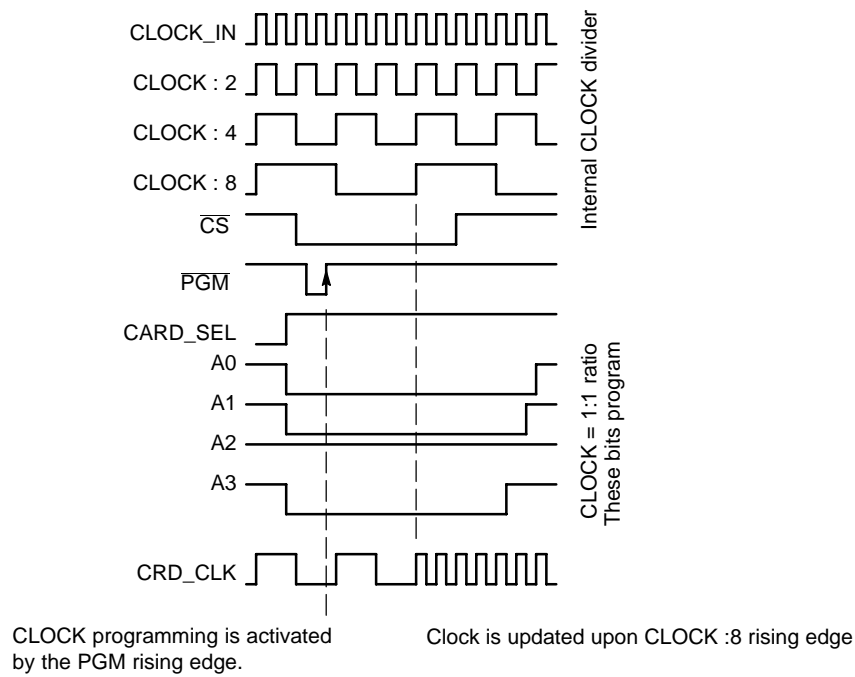 CLOCK_IN
CLOCK : 2
CLOCK : 4
CLOCK : 8
CS
PGM
CARD_SEL
A0
A1
A2
A3
CRD_CLK
Internal CLOCK divider
CLOCK = 1:1 ratio
These bits program
CLOCK programming is activated
by the PGM rising edge.
Clock is updated upon CLOCK :8 rising edge